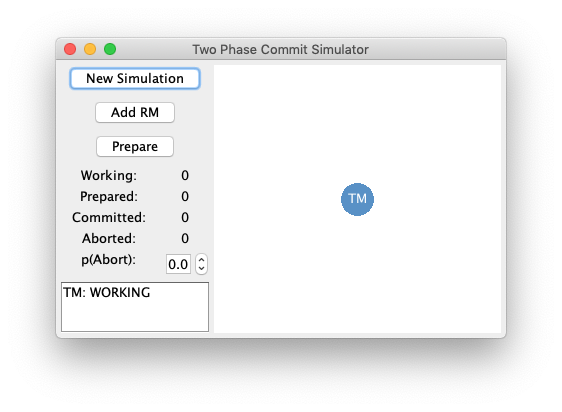 Two Phase Commit Simulator
New Simulation
Add RM
Prepare
Working: 0
Prepared: 0
Committed: 0
Aborted: 0
p(Abort): 0.0
TM: WORKING
TM